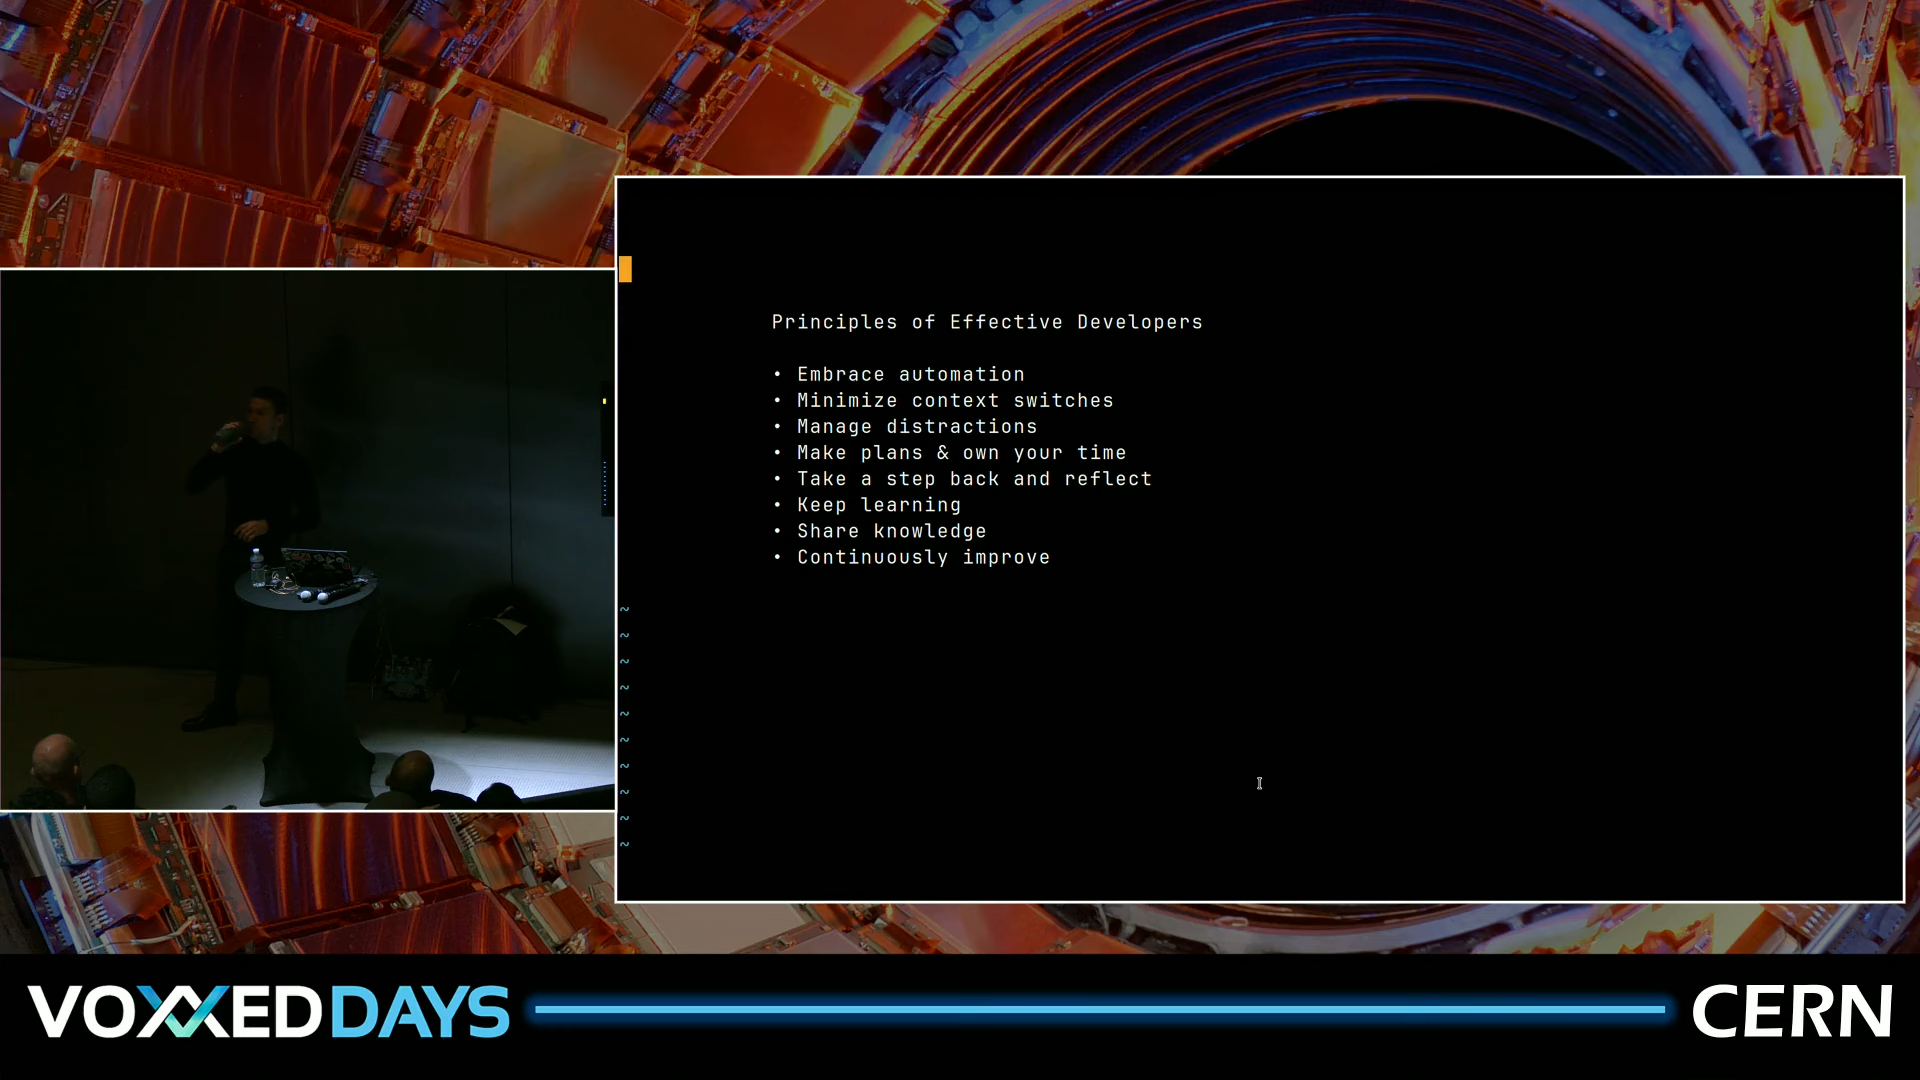 Principles of Effective Developers
• Embrace automation
• Minimize context switches
• Manage distractions
• Make plans & own your time
• Take a step back and reflect
• Keep learning
• Share knowledge
• Continuously improve
~
~
~
~
~
~
~
~
~
~
VOXXEDDAYS
CERN